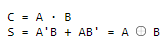 C = A · B
S = A'B + AB' = A ⊕ B